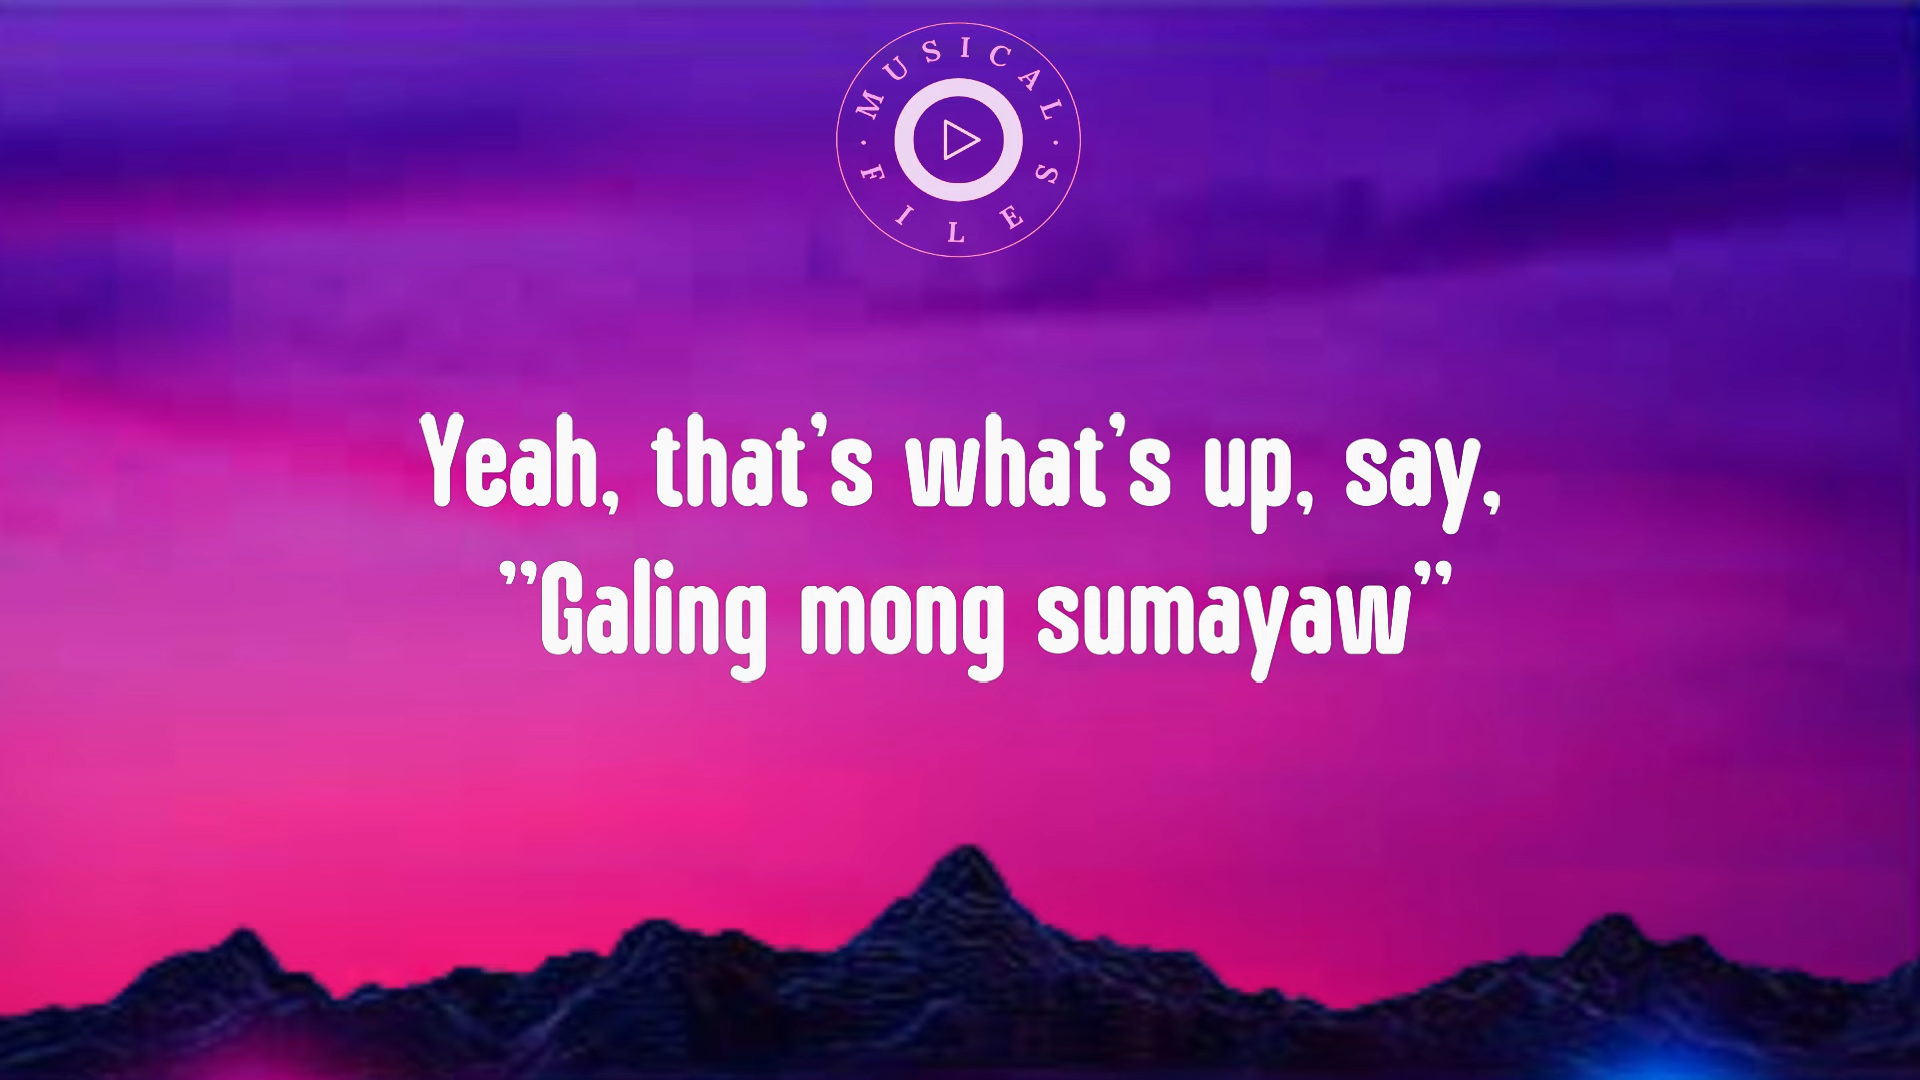 · MUSICAL ·
FILES
Yeah, that’s what’s up, say,
”Galing mong sumayaw”